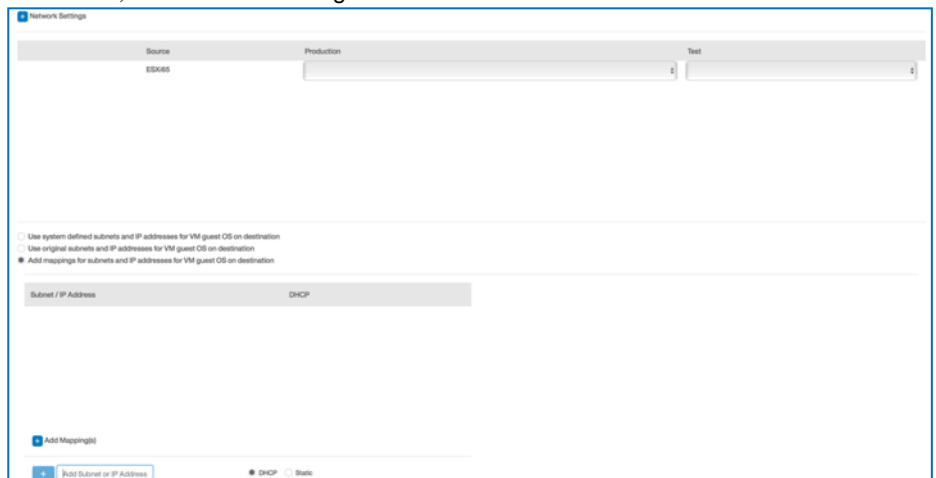 Network Settings
Source Production Test
ESXi65
Use system defined subnets and IP addresses for VM guest OS on destination
Use original subnets and IP addresses for VM guest OS on destination
Add mappings for subnets and IP addresses for VM guest OS on destination
Subnet / IP Address DHCP
Add Mapping(s)
+ Add Subnet or IP Address DHCP Static